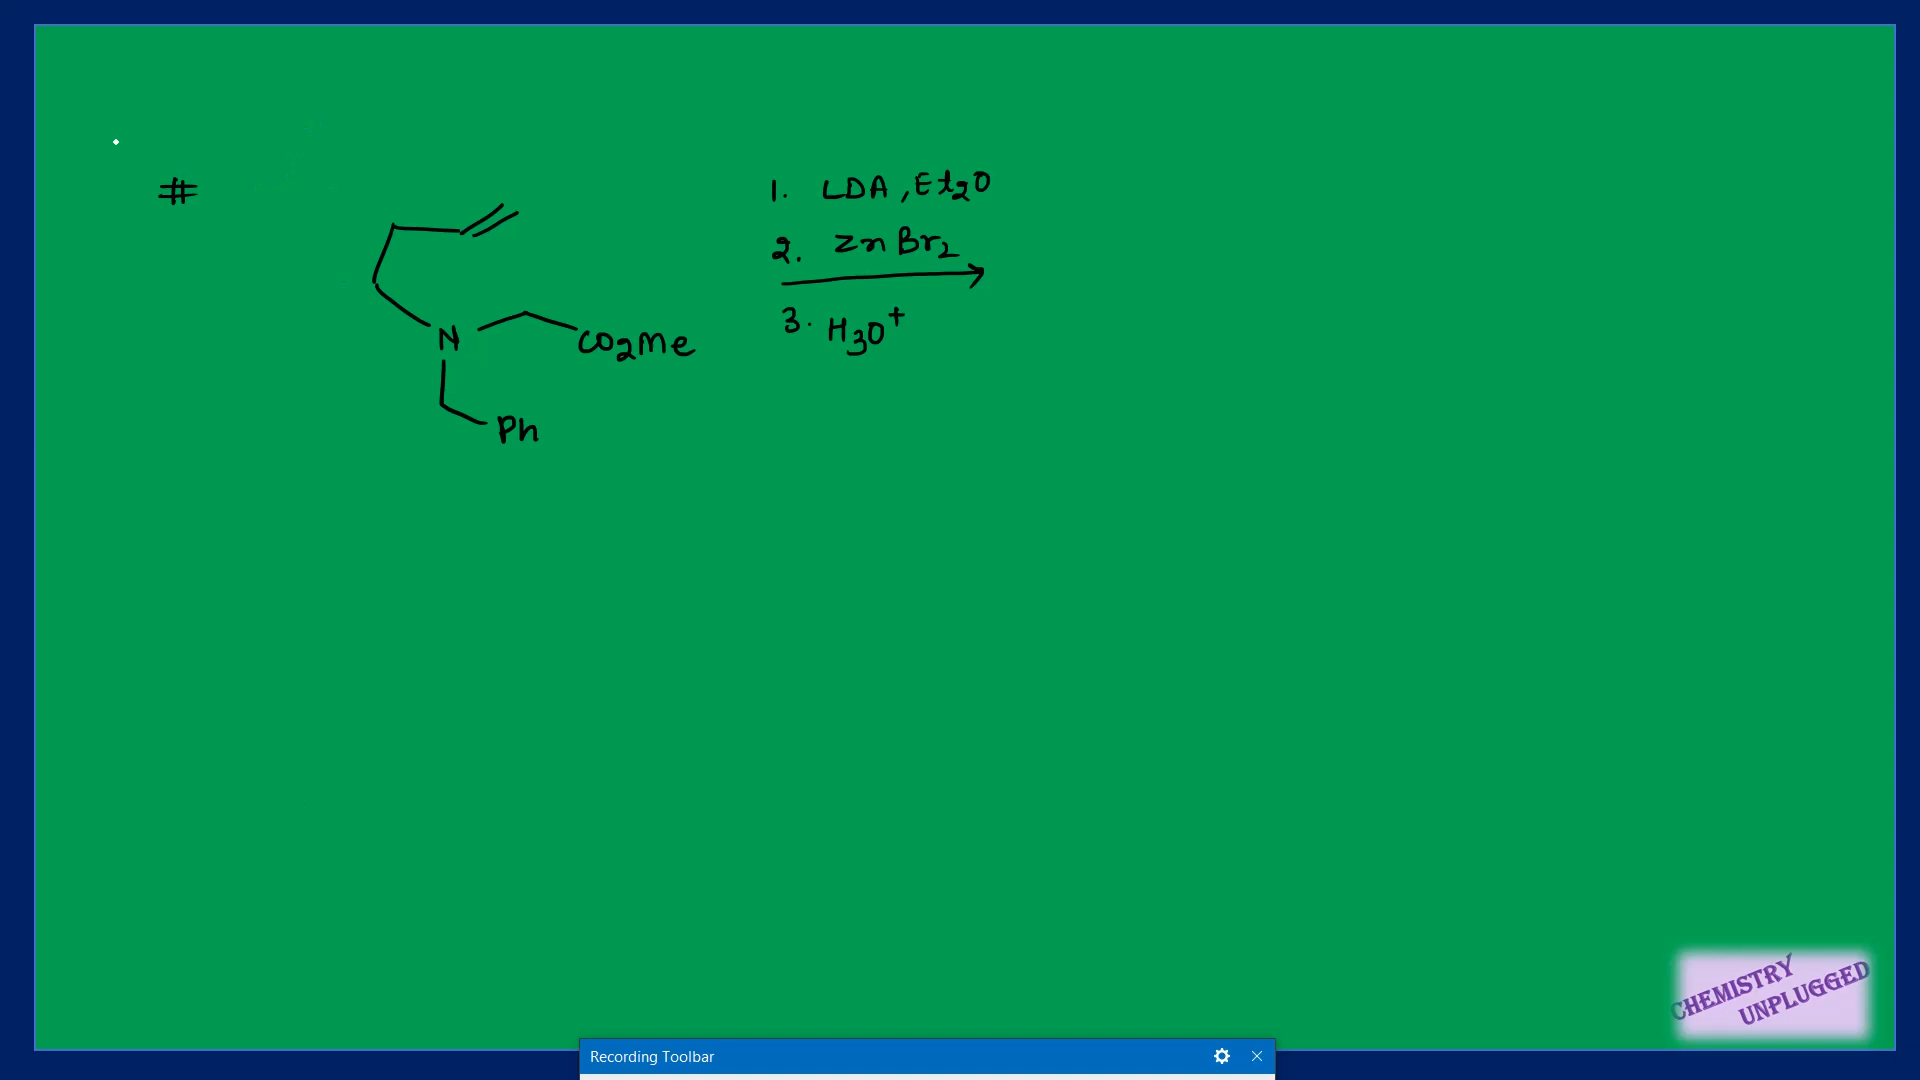 #
1. LDA, Et2O
2. ZnBr2
3. H3O+
N
CO2Me
Ph
CHEMISTRY
UNPLUGGED
Recording Toolbar